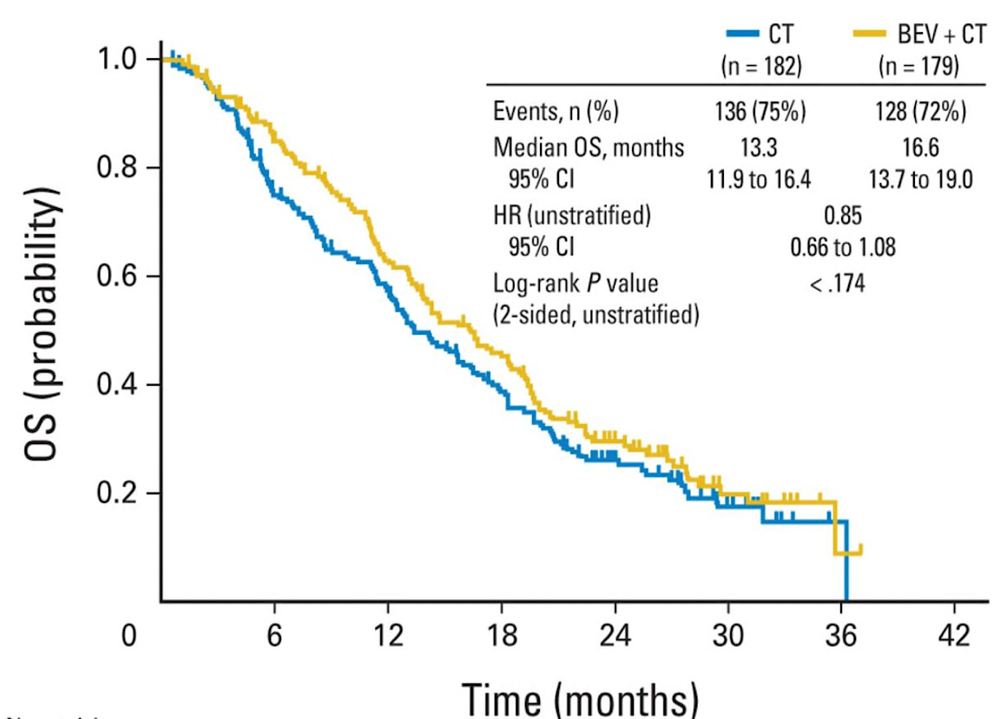 CT BEV + CT
(n = 182) (n = 179)
Events, n (%) 136 (75%) 128 (72%)
Median OS, months 13.3 16.6
95% CI 11.9 to 16.4 13.7 to 19.0
HR (unstratified) 0.85
95% CI 0.66 to 1.08
Log-rank P value < .174
(2-sided, unstratified)
OS (probability)
1.0
0.8
0.6
0.4
0.2
0 6 12 18 24 30 36 42
Time (months)